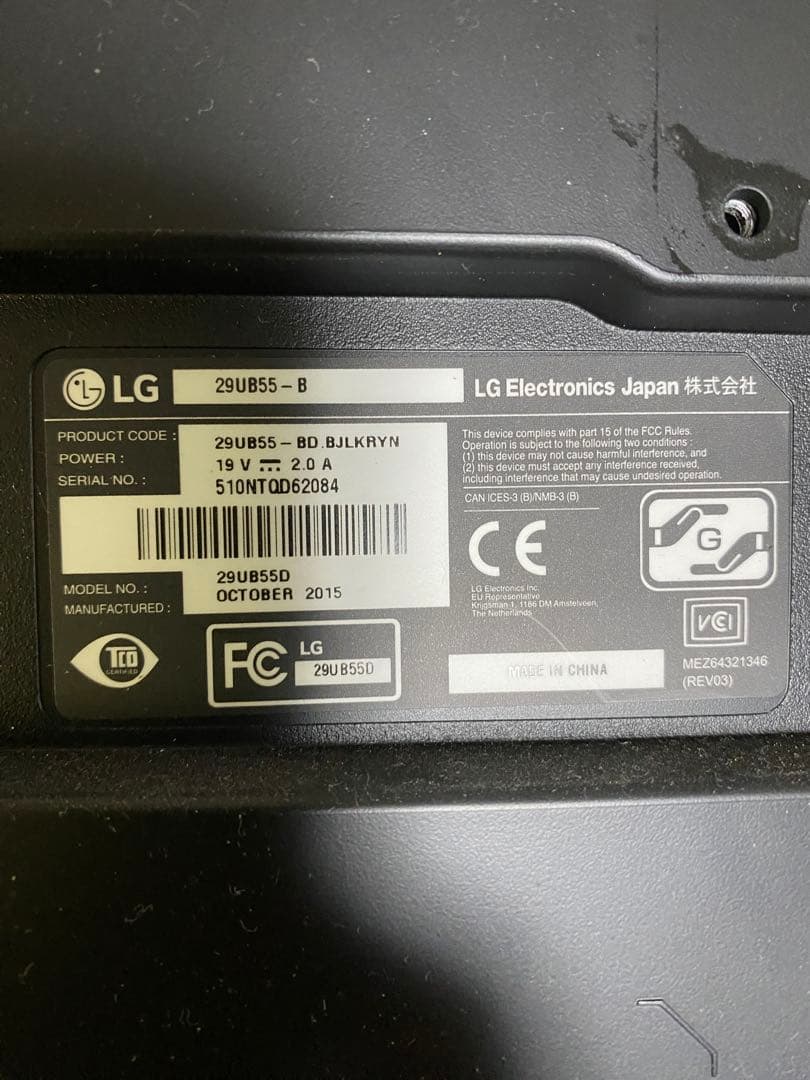 LG 29UB55-B LG Electronics Japan 株式会社
PRODUCT CODE : 29UB55-BD.BJLKRYN
POWER : 19 V 2.0 A
SERIAL NO. : 510NTQD62084
MODEL NO. : 29UB55D
MANUFACTURED : OCTOBER 2015
This device complies with part 15 of the FCC Rules.
Operation is subject to the following two conditions :
(1) this device may not cause harmful interference, and
(2) this device must accept any interference received,
including interference that may cause undesired operation.
CAN ICES-3 (B)/NMB-3 (B)
CE
G
LG Electronics Inc.
EU Representative
Krijgsman 1, 1186 DM Amstelveen,
The Netherlands
VCI
TCO
CERTIFIED
FC LG
29UB55D
MADE IN CHINA
MEZ64321346
(REV03)